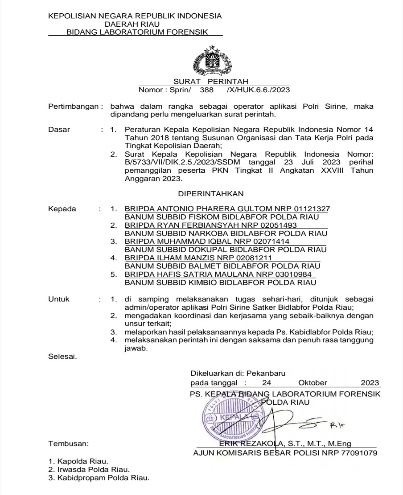 KEPOLISIAN NEGARA REPUBLIK INDONESIA
DAERAH RIAU
BIDANG LABORATORIUM FORENSIK
SURAT PERINTAH
Nomor : Sprin/ 388 /X/HUK.6.6./2023
Pertimbangan : bahwa dalam rangka sebagai operator aplikasi Polri Sirine, maka
dipandang perlu mengeluarkan surat perintah.
Dasar : 1. Peraturan Kepala Kepolisian Negara Republik Indonesia Nomor 14
Tahun 2018 tentang Susunan Organisasi dan Tata Kerja Polri pada
Tingkat Kepolisian Daerah;
2. Surat Kepala Kepolisian Negara Republik Indonesia Nomor:
B/5733/VII/DIK.2.5./2023/SSDM tanggal 23 Juli 2023 perihal
pemanggilan peserta PKN Tingkat II Angkatan XXVIII Tahun
Anggaran 2023.
DIPERINTAHKAN
Kepada : 1. BRIPDA ANTONIO PHARERA GULTOM NRP 01121327
BANUM SUBBID FISKOM BIDLABFOR POLDA RIAU
2. BRIPDA RYAN FERBIANSYAH NRP 02051493
BANUM SUBBID NARKOBA BIDLABFOR POLDA RIAU
3. BRIPDA MUHAMMAD IQBAL NRP 02071414
BANUM SUBBID DOKUPAL BIDLABFOR POLDA RIAU
4. BRIPDA ILHAM MANZIS NRP 02081211
BANUM SUBBID BALMET BIDLABFOR POLDA RIAU
5. BRIPDA HAFIS SATRIA MAULANA NRP 03010984
BANUM SUBBID KIMBIO BIDLABFOR POLDA RIAU
Untuk : 1. di samping melaksanakan tugas sehari-hari, ditunjuk sebagai
admin/operator aplikasi Polri Sirine Satker Bidlabfor Polda Riau;
2. mengadakan koordinasi dan kerjasama yang sebaik-baiknya dengan
unsur terkait;
3. melaporkan hasil pelaksanaannya kepada Ps. Kabidlabfor Polda Riau;
4. melaksanakan perintah ini dengan saksama dan penuh rasa tanggung
jawab.
Selesai.
Dikeluarkan di: Pekanbaru
pada tanggal : 24 Oktober 2023
PS. KEPALA BIDANG LABORATORIUM FORENSIK
POLDA RIAU
KEPALA
ERIK REZAKOLA, S.T., M.T., M.Eng
AJUN KOMISARIS BESAR POLISI NRP 77091079
Tembusan:
1. Kapolda Riau.
2. Irwasda Polda Riau.
3. Kabidpropam Polda Riau.